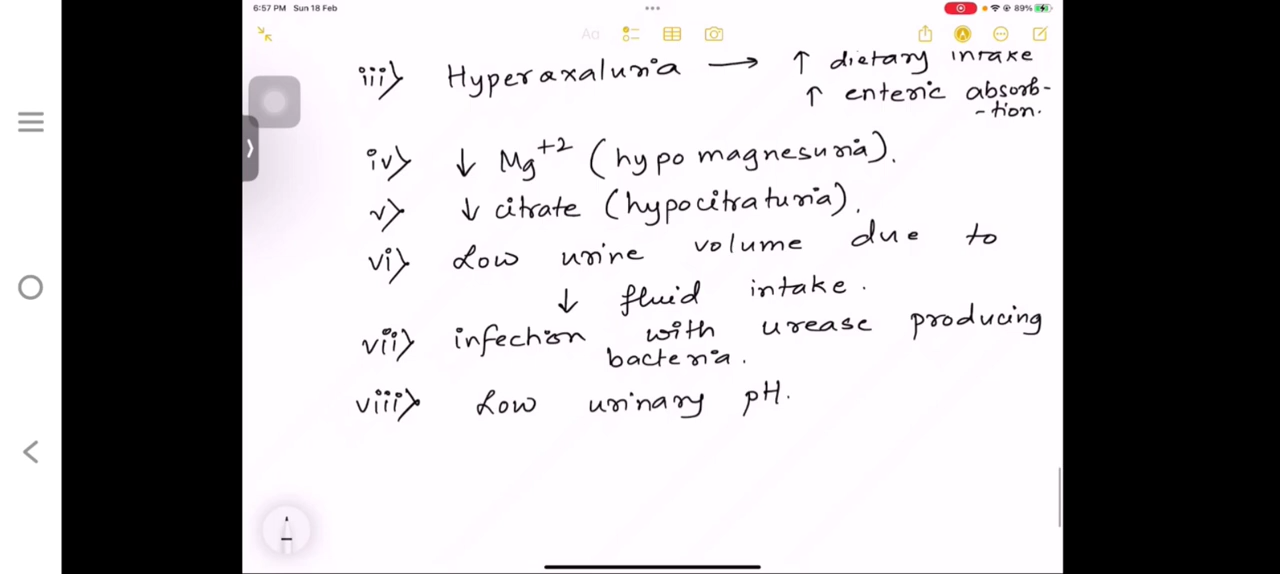 6:57 PM Sun 18 Feb
89%
Aa
iii) Hyperaxaluria → ↑ dietary intake
↑ enteric absorb-
-tion.
iv) ↓ Mg+2 (hypo magnesuria).
v) ↓ citrate (hypocitraturia).
vi) Low urine volume due to
↓ fluid intake.
vii) infection with urease producing
bacteria.
viii) Low urinary pH.